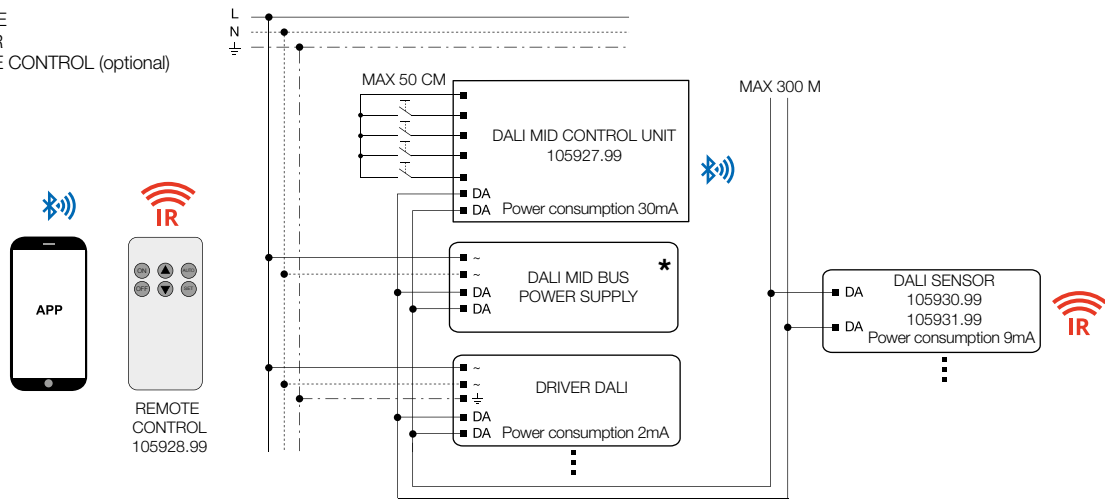 CONTROL (optional)
L
N
MAX 50 CM
MAX 300 M
DALI MID CONTROL UNIT
105927.99
DA
DA
Power consumption 30mA
~
~
DALI MID BUS
POWER SUPPLY
*
DA
DA
DALI SENSOR
105930.99
105931.99
DA
DA
Power consumption 9mA
IR
IR
APP
ON
AUTO
OFF
SET
REMOTE
CONTROL
105928.99
~
~
DRIVER DALI
DA
DA
Power consumption 2mA